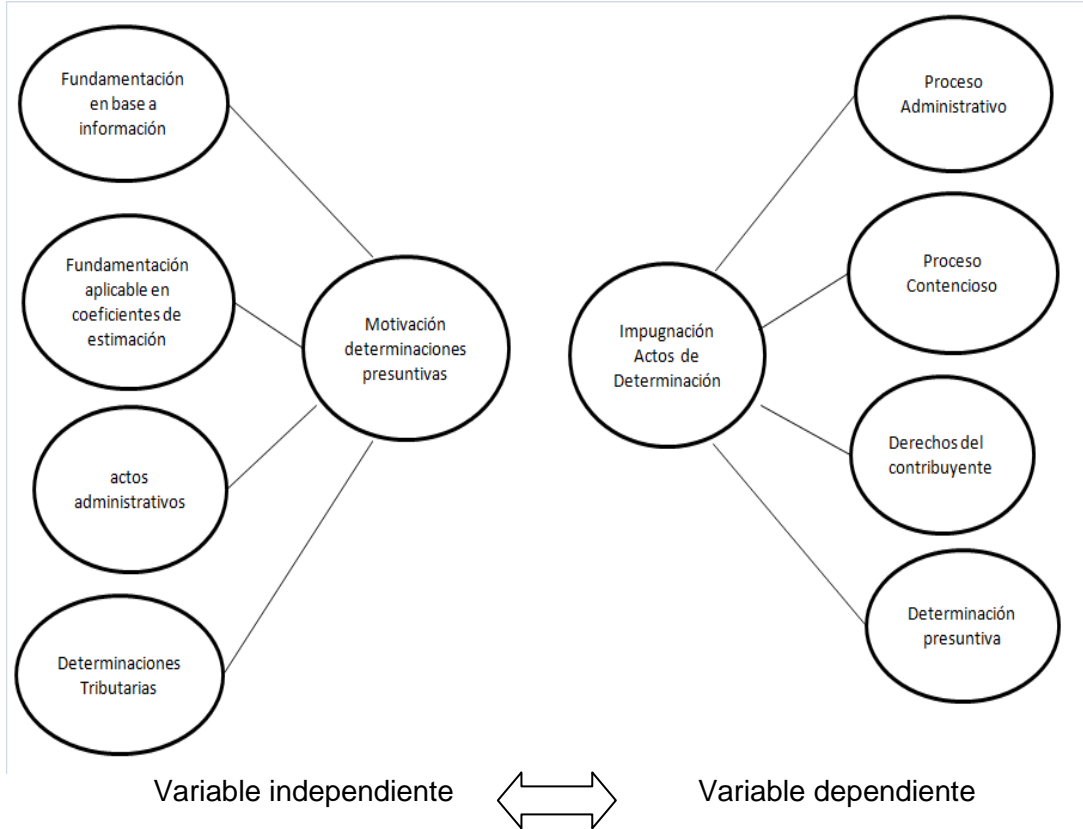 Fundamentación
en base a
información
Fundamentación
aplicable en
coeficientes de
estimación
actos
administrativos
Determinaciones
Tributarias
Motivación
determinaciones
presuntivas
Impugnación
Actos de
Determinación
Proceso
Administrativo
Proceso
Contencioso
Derechos del
contribuyente
Determinación
presuntiva
Variable independiente
Variable dependiente